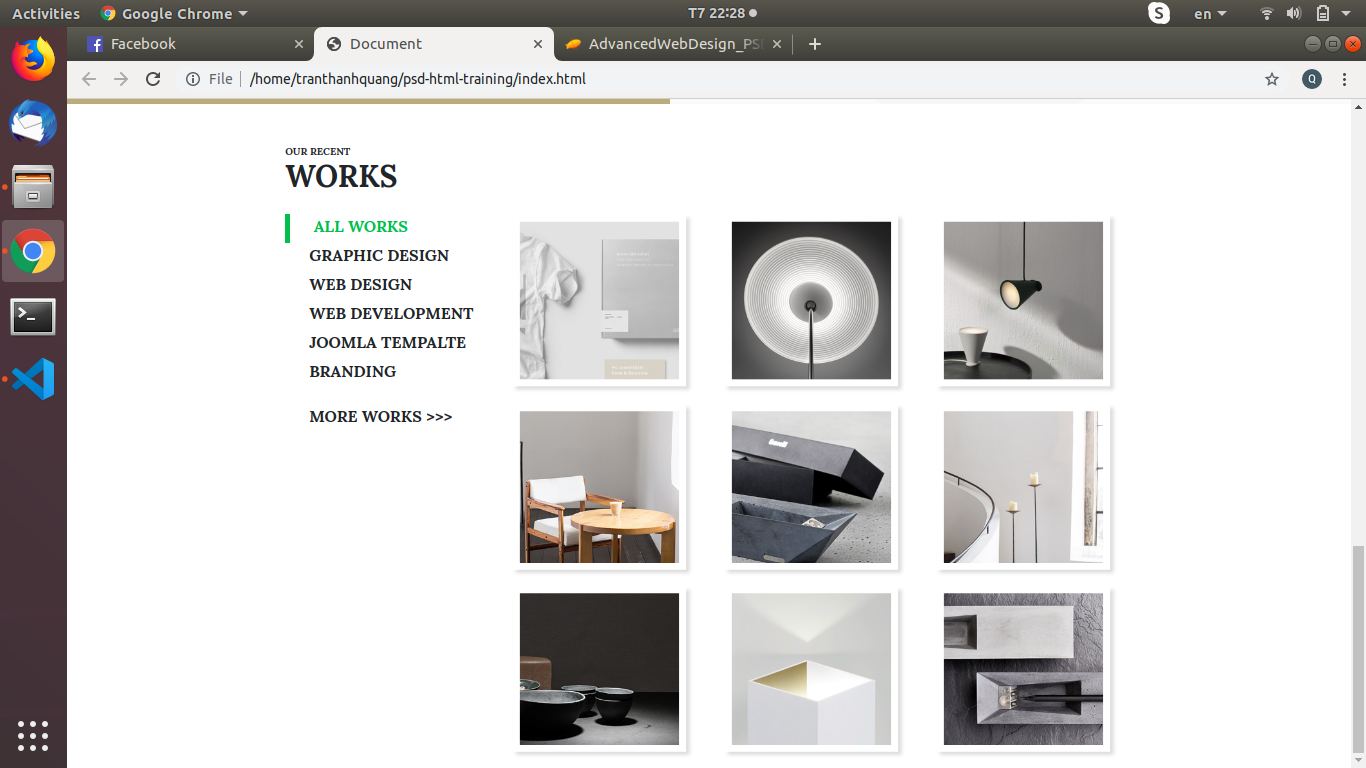 Activities
Google Chrome
T7 22:28
S
en
Facebook
Document
AdvancedWebDesign_PS
File
/home/tranthanhquang/psd-html-training/index.html
Q
OUR RECENT
WORKS
ALL WORKS
GRAPHIC DESIGN
WEB DESIGN
WEB DEVELOPMENT
JOOMLA TEMPALTE
BRANDING
MORE WORKS >>>